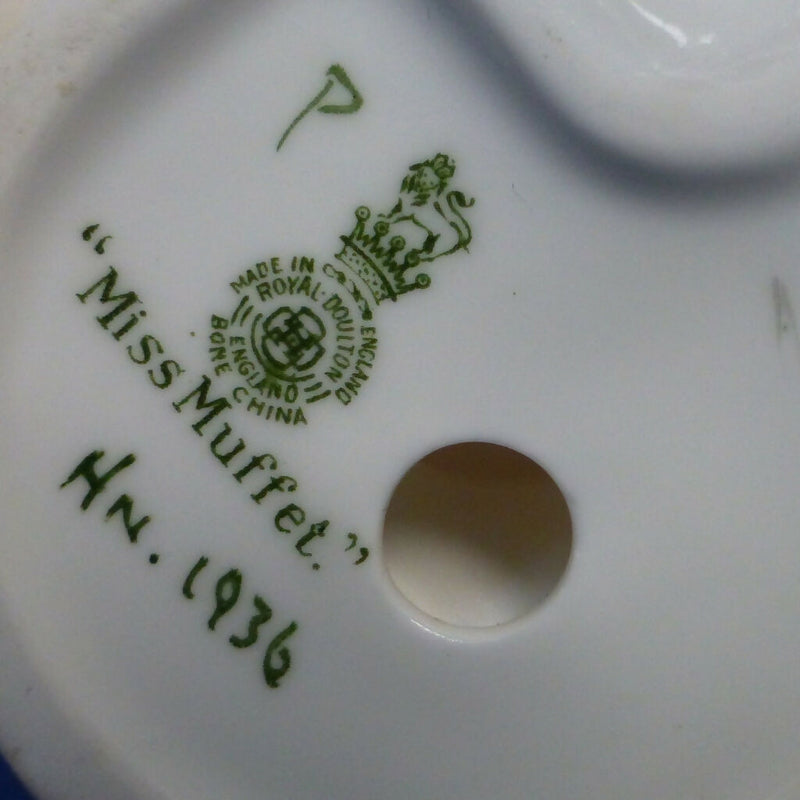 P
MADE IN ENGLAND
ROYAL·DOULTON
ENGLAND
BONE CHINA
"Miss Muffet."
HN. 1936